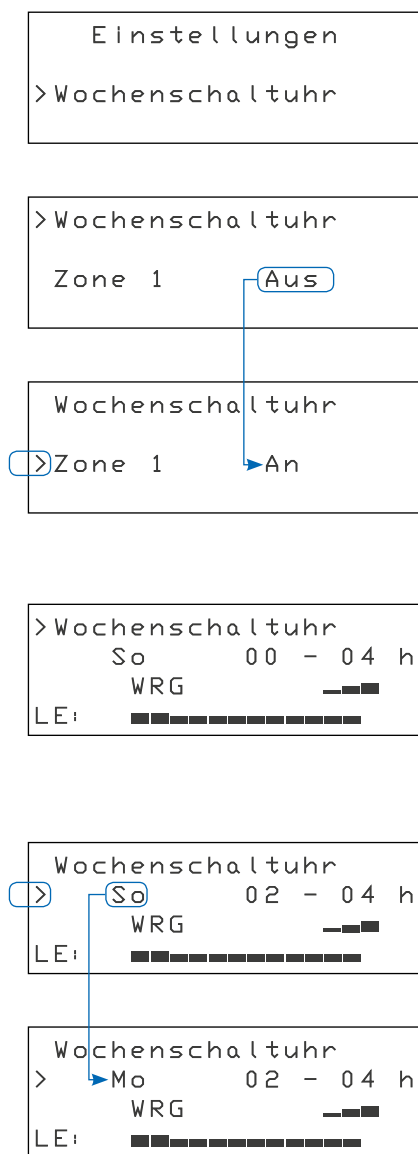 Einstellungen
>Wochenschaltuhr
>Wochenschaltuhr
Zone 1 Aus
Wochenschaltuhr
>Zone 1 An
>Wochenschaltuhr
So 00 - 04 h
WRG
LE:
Wochenschaltuhr
> So 02 - 04 h
WRG
LE:
Wochenschaltuhr
> Mo 02 - 04 h
WRG
LE: